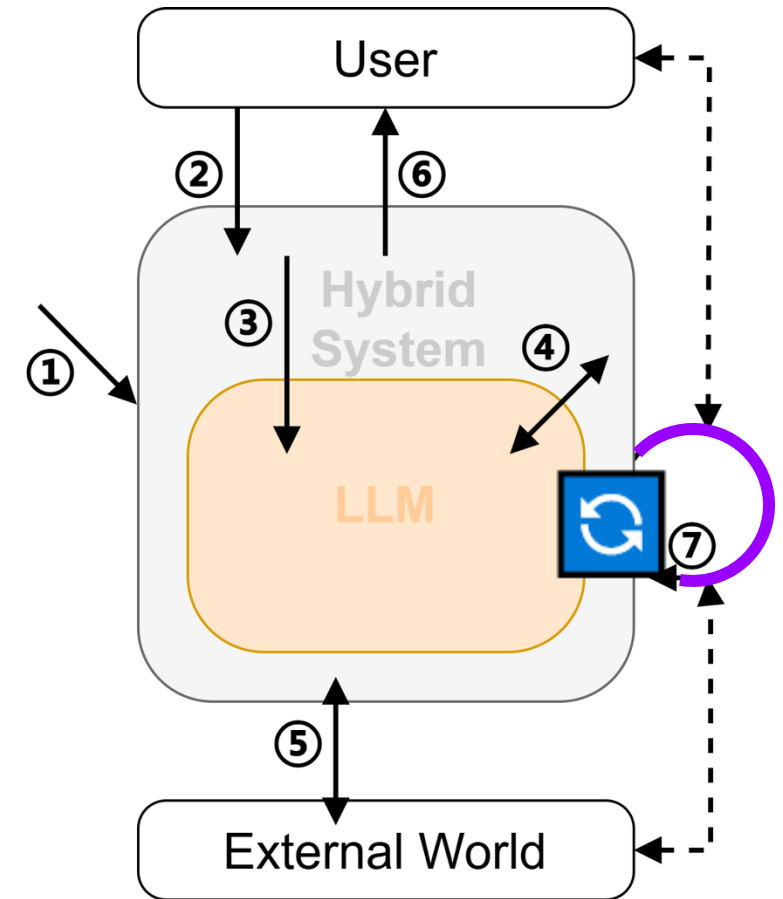 User
②
⑥
Hybrid
System
③
④
①
LLM
⑦
⑤
External World